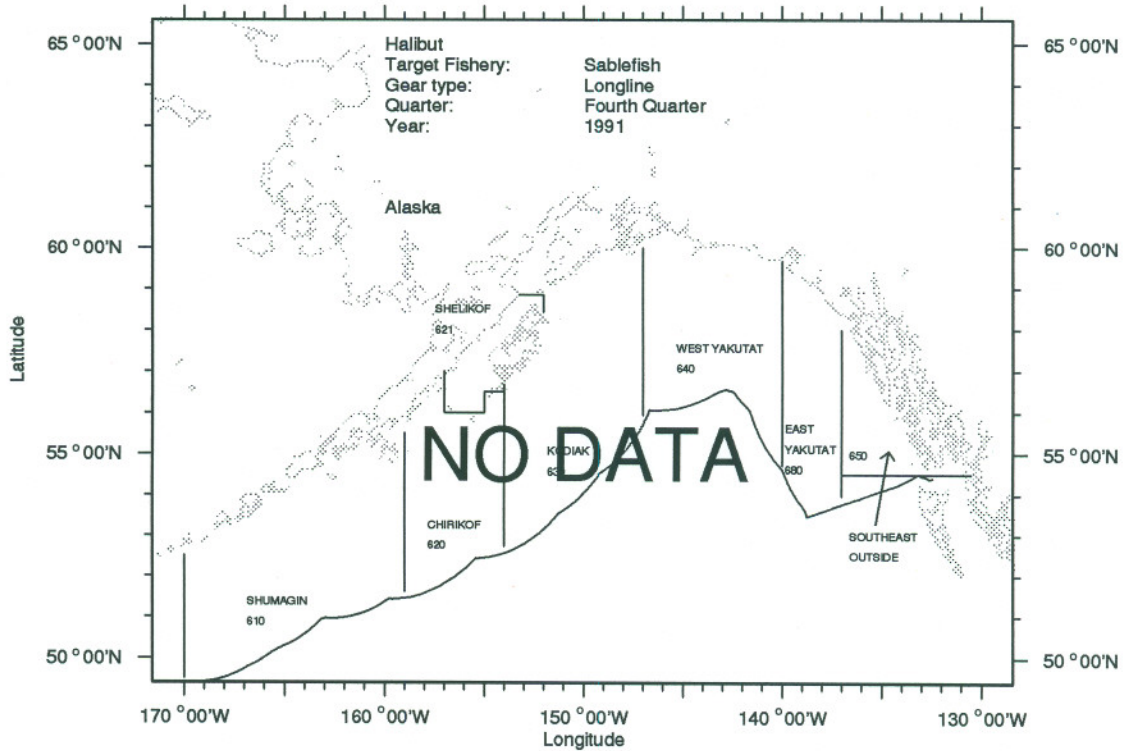 65 °00'N
65 °00'N
Halibut
Target Fishery: Sablefish
Gear type: Longline
Quarter: Fourth Quarter
Year: 1991
Alaska
60 °00'N
60 °00'N
Latitude
SHELIKOF
621
WEST YAKUTAT
640
NO DATA
KODIAK
EAST
YAKUTAT
680
650
55 °00'N
55 °00'N
CHIRIKOF
620
SOUTHEAST
OUTSIDE
SHUMAGIN
610
50 °00'N
50 °00'N
170 °00'W
160 °00'W
150 °00'W
140 °00'W
130 °00'W
Longitude